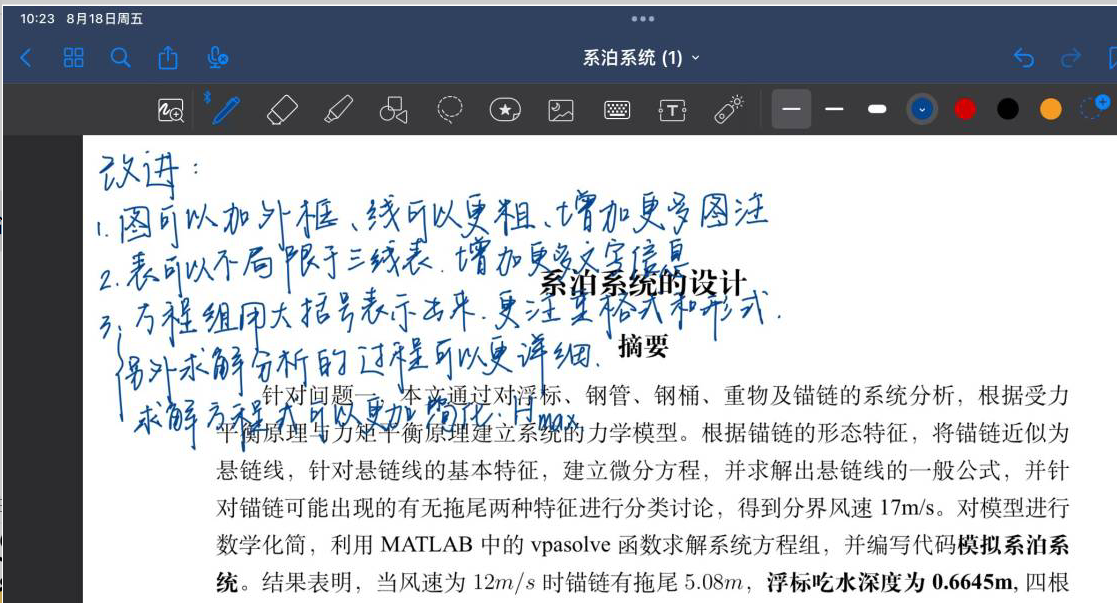 10:23 8月18日周五
系泊系统 (1)
改进：
1. 图可以加外框、线可以更粗、增加更多图注
2. 表可以不局限于三线表. 增加更多文字信息
系泊系统的设计
3. 方程组用大括号表示出来. 更注重格式和形式.
另外求解分析的过程可以更详细.
摘要
求解方程式可以更加简化. Hmax
针对问题一，本文通过对浮标、钢管、钢桶、重物及锚链的系统分析，根据受力
平衡原理与力矩平衡原理建立系统的力学模型。根据锚链的形态特征，将锚链近似为
悬链线，针对悬链线的基本特征，建立微分方程，并求解出悬链线的一般公式，并针
对锚链可能出现的有无拖尾两种特征进行分类讨论，得到分界风速 17m/s。对模型进行
数学化简，利用 MATLAB 中的 vpasolve 函数求解系统方程组，并编写代码模拟系泊系
统。结果表明，当风速为 12m/s 时锚链有拖尾 5.08m，浮标吃水深度为 0.6645m, 四根